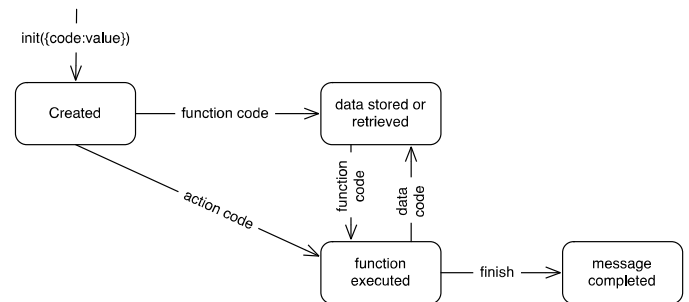 init({code:value})
Created
function code
data stored or
retrieved
function
code
data
code
action code
function
executed
finish
message
completed